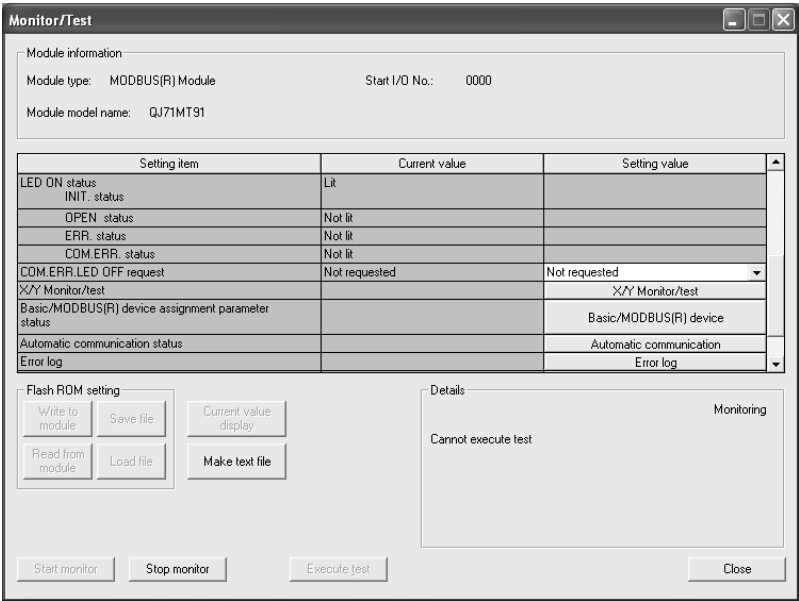 Monitor/Test
Module information
Module type: MODBUS(R) Module Start I/O No.: 0000
Module model name: QJ71MT91
Setting item Current value Setting value
LED ON status Lit
INIT. status
OPEN status Not lit
ERR. status Not lit
COM.ERR. status Not lit
COM.ERR.LED OFF request Not requested Not requested
X/Y Monitor/test X/Y Monitor/test
Basic/MODBUS(R) device assignment parameter
status Basic/MODBUS(R) device
Automatic communication status Automatic communication
Error log Error log
Flash ROM setting
Write to
module
Save file
Current value
display
Read from
module
Load file
Make text file
Details
Monitoring
Cannot execute test
Start monitor Stop monitor Execute test Close